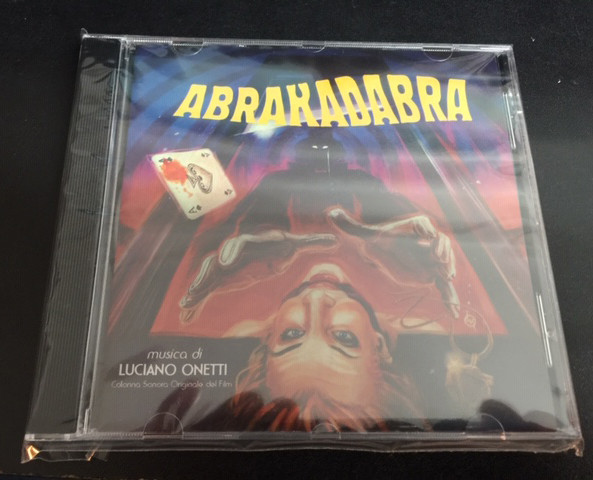 ABRAKADABRA
musica di
LUCIANO ONETTI
Colonna Sonora Originale del Film